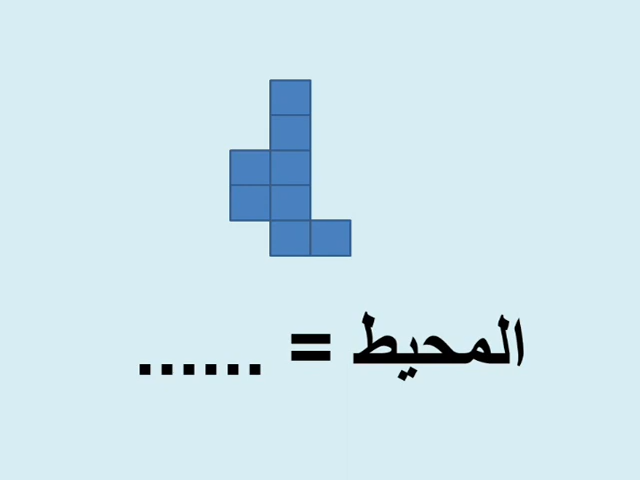 المحيط = ......